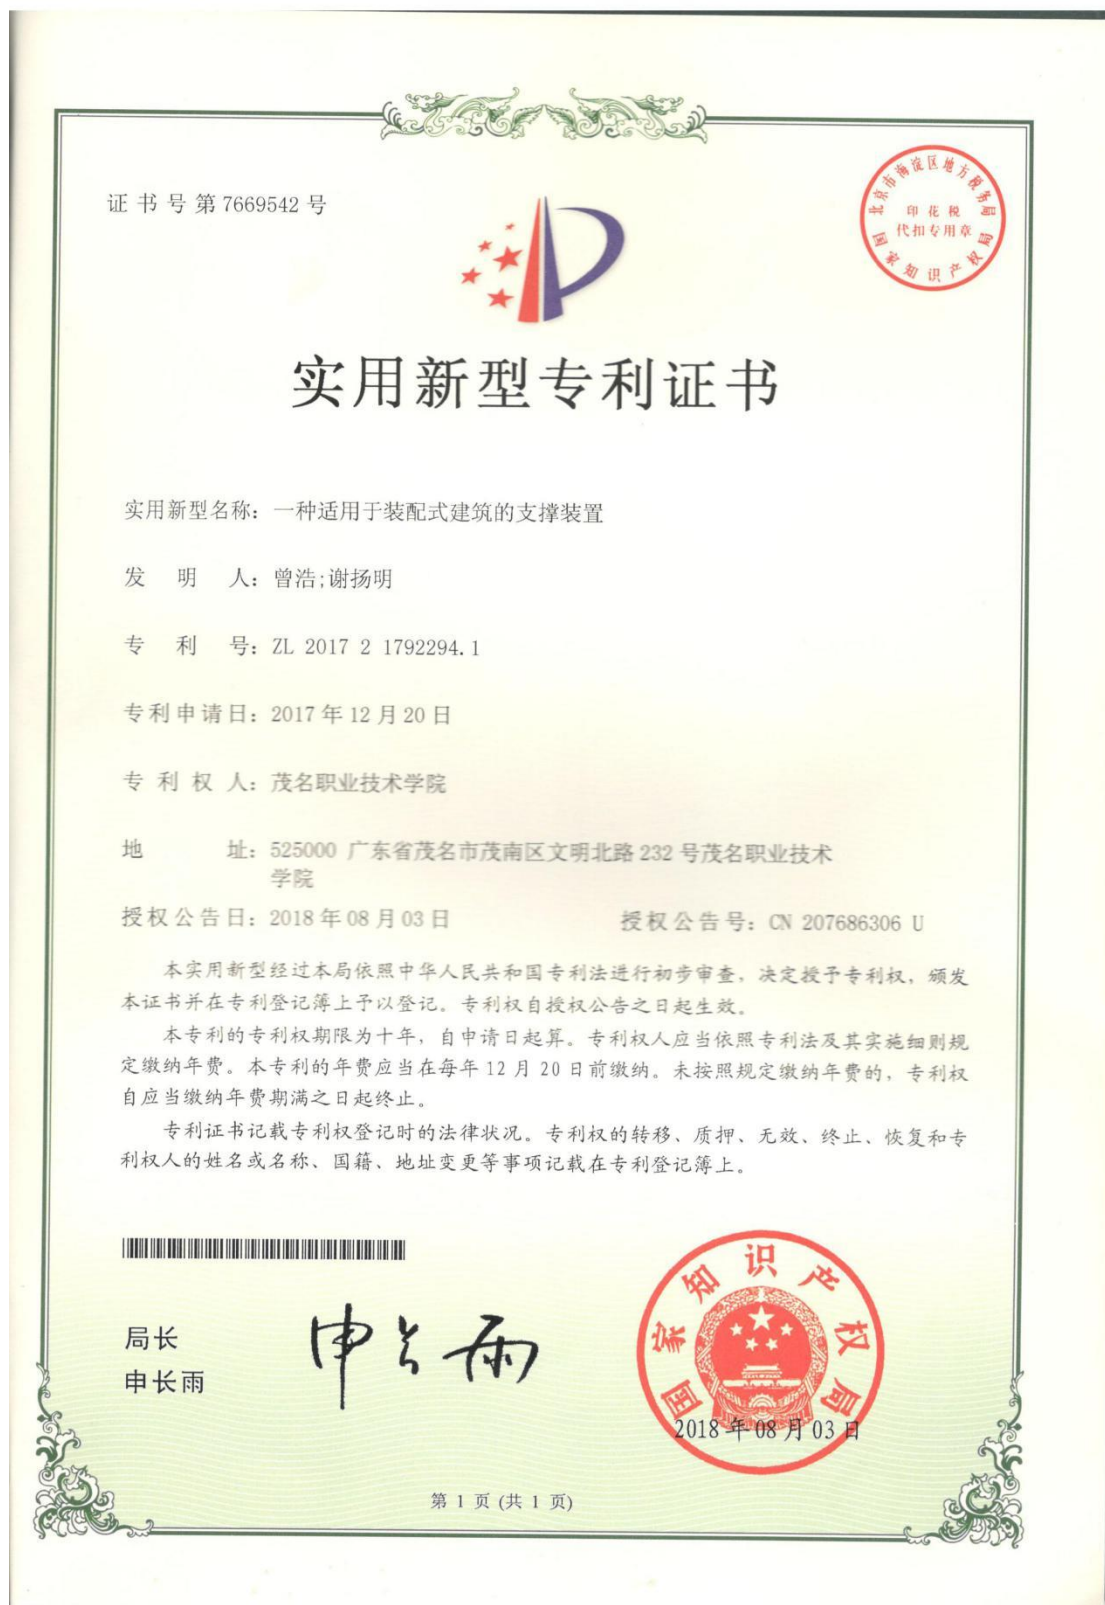 证书号第7669542号
北京市海淀区地方税务局
印花税
代扣专用章
国家知识产权局
实用新型专利证书
实用新型名称：一种适用于装配式建筑的支撑装置
发明人：曾浩;谢扬明
专利号：ZL 2017 2 1792294.1
专利申请日：2017年12月20日
专利权人：茂名职业技术学院
地址：525000 广东省茂名市茂南区文明北路232号茂名职业技术
学院
授权公告日：2018年08月03日 授权公告号：CN 207686306 U
本实用新型经过本局依照中华人民共和国专利法进行初步审查，决定授予专利权，颁发
本证书并在专利登记簿上予以登记。专利权自授权公告之日起生效。
本专利的专利权期限为十年，自申请日起算。专利权人应当依照专利法及其实施细则规
定缴纳年费。本专利的年费应当在每年12月20日前缴纳。未按照规定缴纳年费的，专利权
自应当缴纳年费期满之日起终止。
专利证书记载专利权登记时的法律状况。专利权的转移、质押、无效、终止、恢复和专
利权人的姓名或名称、国籍、地址变更等事项记载在专利登记簿上。
局长
申长雨
申长雨
国家知识产权局
2018年08月03日
第 1 页 (共 1 页)